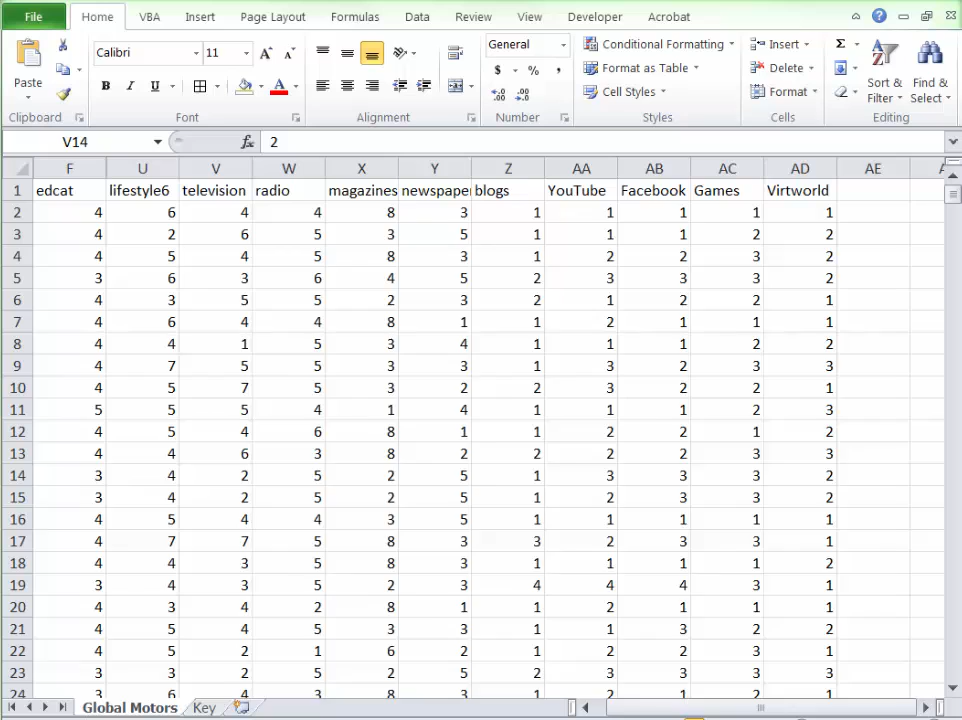 File Home VBA Insert Page Layout Formulas Data Review View Developer Acrobat
Calibri 11 General Conditional Formatting Insert Σ
Paste $ % , Format as Table Delete Sort & Find &
B I U A .00 .00 Cell Styles Format Filter Select
Clipboard Font Alignment Number Styles Cells Editing
V14 fx 2
F U V W X Y Z AA AB AC AD AE
1 edcat lifestyle6 television radio magazines newspape blogs YouTube Facebook Games Virtworld
2 4 6 4 4 8 3 1 1 1 1 1
3 4 2 6 5 3 5 1 1 1 2 2
4 4 5 4 5 8 3 1 2 2 3 2
5 3 6 3 6 4 5 2 3 3 3 2
6 4 3 5 5 2 3 2 1 2 2 1
7 4 6 4 4 8 1 1 2 1 1 1
8 4 4 1 5 3 4 1 1 1 2 2
9 4 7 5 5 3 3 1 3 2 3 3
10 4 5 7 5 3 2 2 3 2 2 1
11 5 5 5 4 1 4 1 1 1 2 3
12 4 5 4 6 8 1 1 2 2 1 2
13 4 4 6 3 8 2 2 2 2 3 3
14 3 4 2 5 2 5 1 3 3 3 2
15 3 4 2 5 2 5 1 2 3 3 2
16 4 5 4 4 3 5 1 1 1 1 1
17 4 7 7 5 8 3 3 2 3 3 1
18 4 4 3 5 8 3 1 1 1 1 2
19 3 4 3 5 2 3 4 4 4 3 1
20 4 3 4 2 8 1 1 2 1 1 1
21 4 5 4 5 3 3 1 1 3 2 2
22 4 5 2 1 6 2 1 2 2 3 1
23 3 3 2 5 2 5 2 3 3 3 3
24 3 6 4 3 8 3 1 2 1 2 1
Global Motors Key